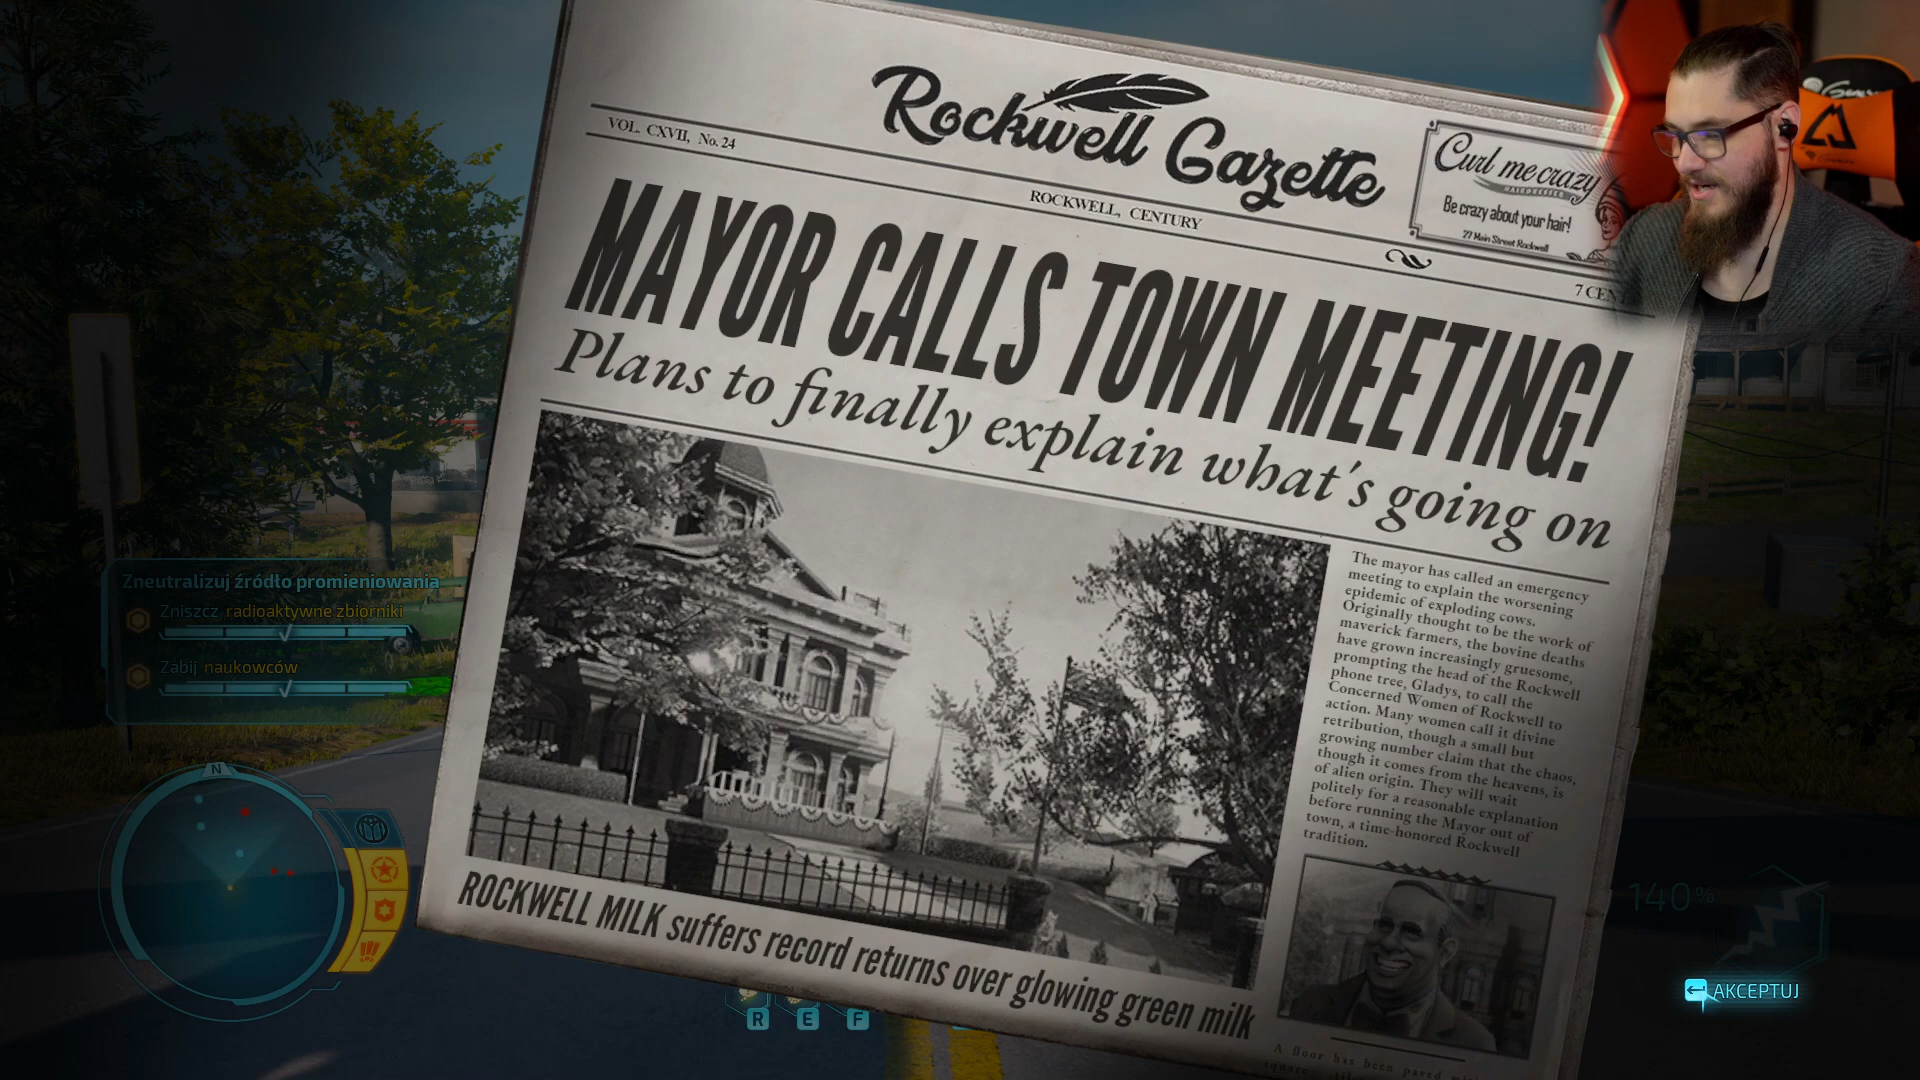 Rockwell Gazette
VOL. CXVII, No. 24
ROCKWELL, CENTURY
Curl me crazy
HAIRDRESSER
Be crazy about your hair!
27 Main Street Rockwell
MAYOR CALLS TOWN MEETING!
Plans to finally explain what's going on
The mayor has called an emergency
meeting to explain the worsening
epidemic of exploding cows.
Originally thought to be the work of
maverick farmers, the bovine deaths
have grown increasingly gruesome,
prompting the head of the Rockwell
phone tree, Gladys, to call the
Concerned Women of Rockwell to
action. Many women call it divine
retribution, though a small but
growing number claim that the chaos,
though it comes from the heavens, is
of alien origin. They will wait
politely for a reasonable explanation
before running the Mayor out of
town, a time-honored Rockwell
tradition.
ROCKWELL MILK suffers record returns over glowing green milk
A floor has been paved
Zneutralizuj źródło promieniowania
Zniszcz radioaktywne zbiorniki
Zabij naukowców
N
R E F
140%
AKCEPTUJ